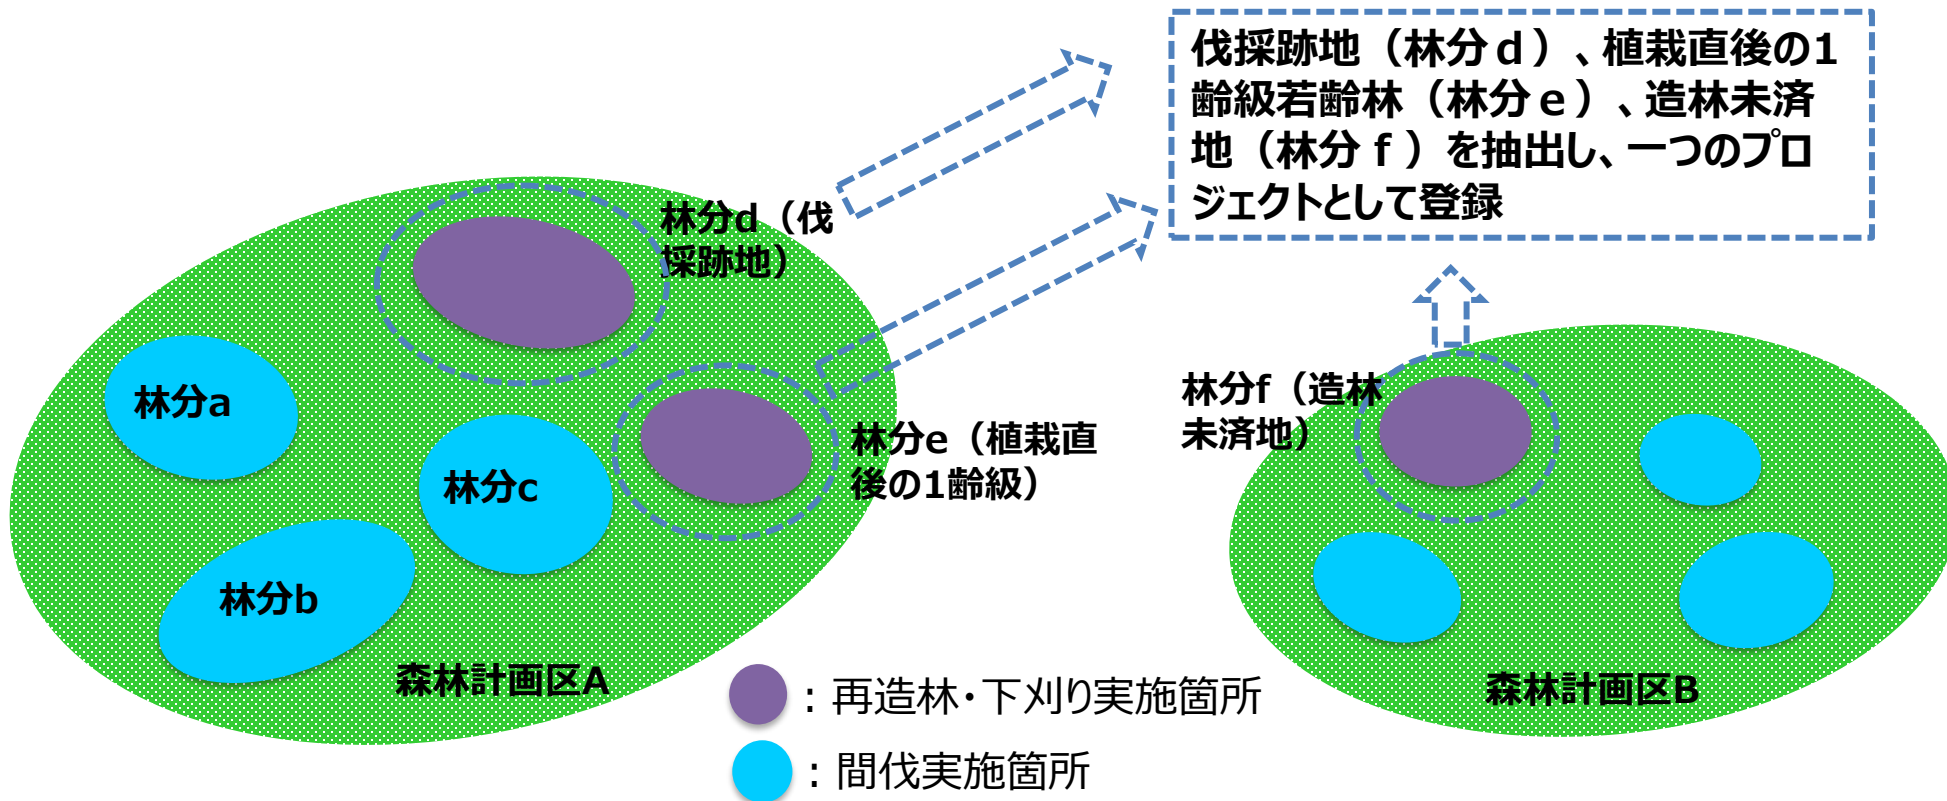 伐採跡地（林分ｄ）、植栽直後の1
齢級若齢林（林分ｅ）、造林未済
地（林分ｆ）を抽出し、一つのプロ
ジェクトとして登録
林分d（伐
採跡地）
林分a
林分c
林分e（植栽直
後の1齢級）
林分b
森林計画区A
林分f（造林
未済地）
森林計画区B
：再造林・下刈り実施箇所
：間伐実施箇所